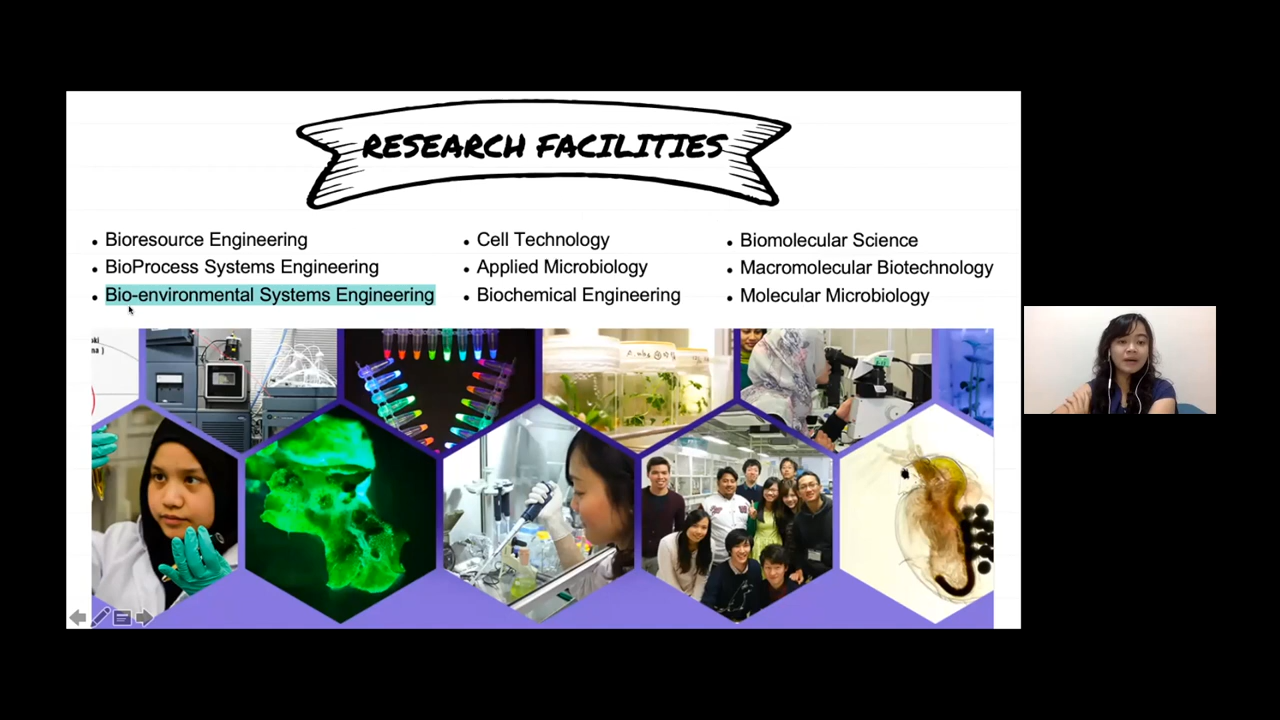 RESEARCH FACILITIES
• Bioresource Engineering
• BioProcess Systems Engineering
• Bio-environmental Systems Engineering
• Cell Technology
• Applied Microbiology
• Biochemical Engineering
• Biomolecular Science
• Macromolecular Biotechnology
• Molecular Microbiology